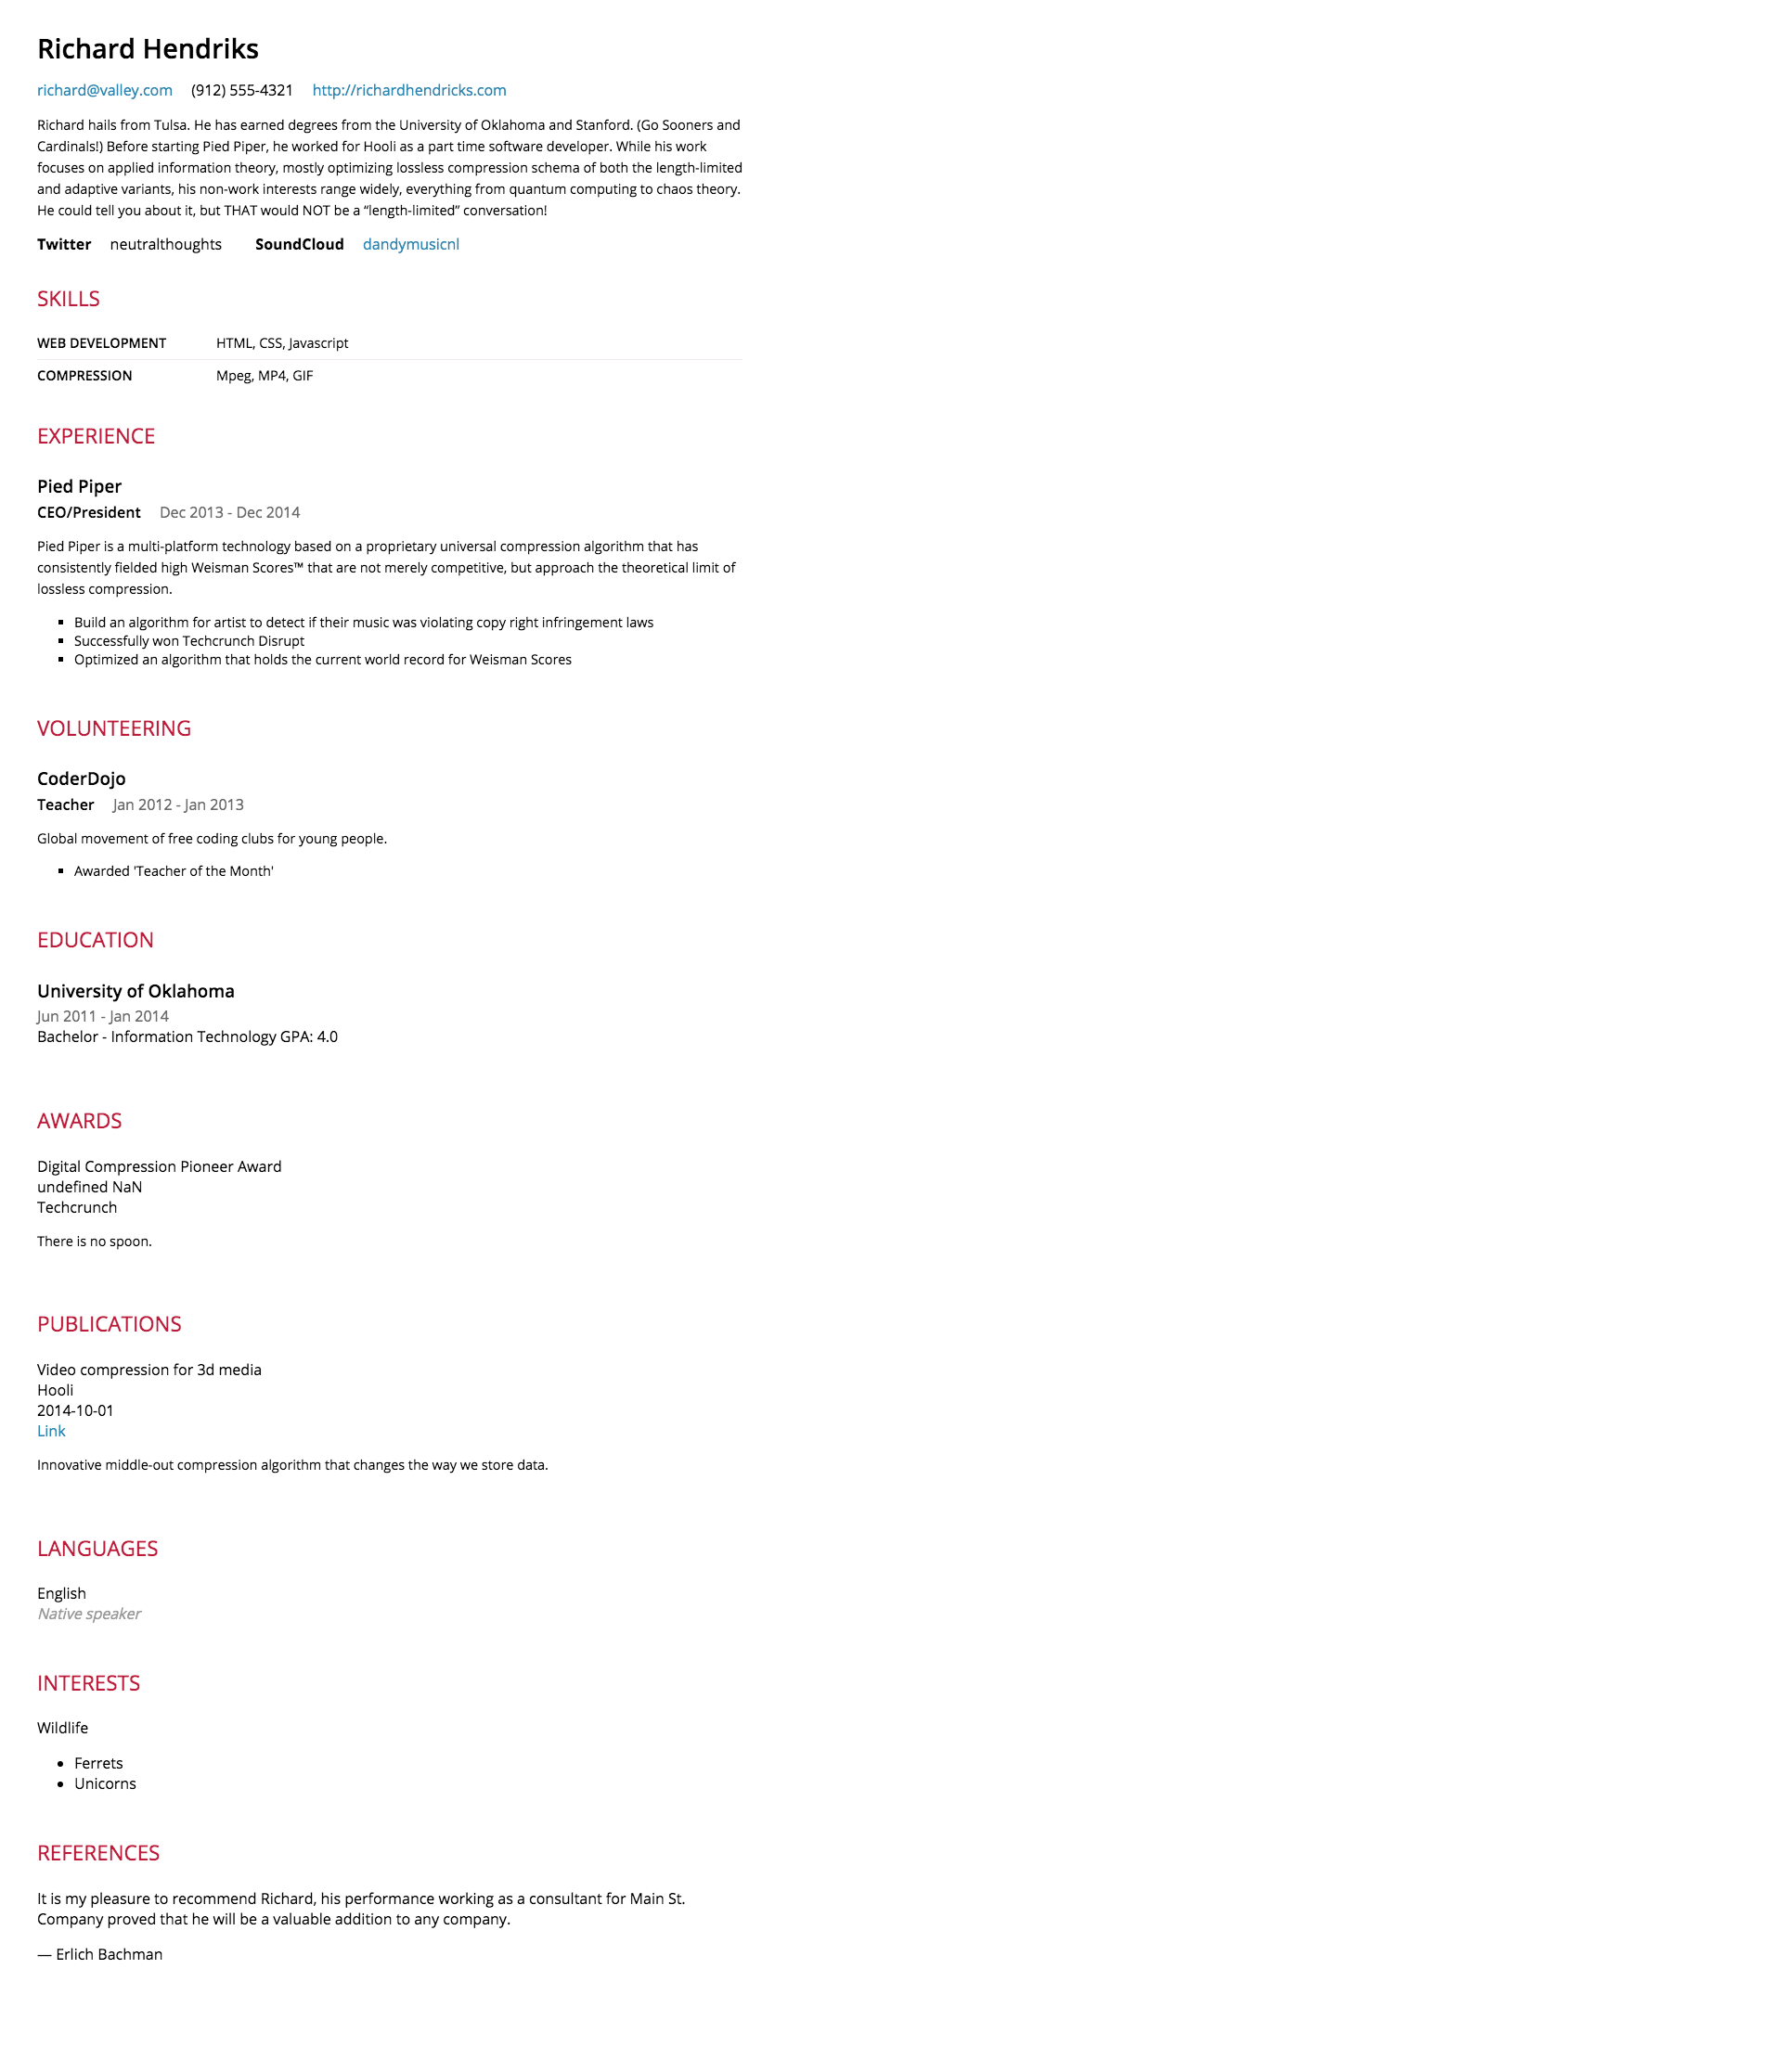 Richard Hendriks
richard@valley.com (912) 555-4321 http://richardhendricks.com
Richard hails from Tulsa. He has earned degrees from the University of Oklahoma and Stanford. (Go Sooners and
Cardinals!) Before starting Pied Piper, he worked for Hooli as a part time software developer. While his work
focuses on applied information theory, mostly optimizing lossless compression schema of both the length-limited
and adaptive variants, his non-work interests range widely, everything from quantum computing to chaos theory.
He could tell you about it, but THAT would NOT be a “length-limited” conversation!
Twitter neutralthoughts SoundCloud dandymusicnl
SKILLS
WEB DEVELOPMENT HTML, CSS, Javascript
COMPRESSION Mpeg, MP4, GIF
EXPERIENCE
Pied Piper
CEO/President Dec 2013 - Dec 2014
Pied Piper is a multi-platform technology based on a proprietary universal compression algorithm that has
consistently fielded high Weisman Scores™ that are not merely competitive, but approach the theoretical limit of
lossless compression.
▪ Build an algorithm for artist to detect if their music was violating copy right infringement laws
▪ Successfully won Techcrunch Disrupt
▪ Optimized an algorithm that holds the current world record for Weisman Scores
VOLUNTEERING
CoderDojo
Teacher Jan 2012 - Jan 2013
Global movement of free coding clubs for young people.
▪ Awarded 'Teacher of the Month'
EDUCATION
University of Oklahoma
Jun 2011 - Jan 2014
Bachelor - Information Technology GPA: 4.0
AWARDS
Digital Compression Pioneer Award
undefined NaN
Techcrunch
There is no spoon.
PUBLICATIONS
Video compression for 3d media
Hooli
2014-10-01
Link
Innovative middle-out compression algorithm that changes the way we store data.
LANGUAGES
English
Native speaker
INTERESTS
Wildlife
• Ferrets
• Unicorns
REFERENCES
It is my pleasure to recommend Richard, his performance working as a consultant for Main St.
Company proved that he will be a valuable addition to any company.
— Erlich Bachman